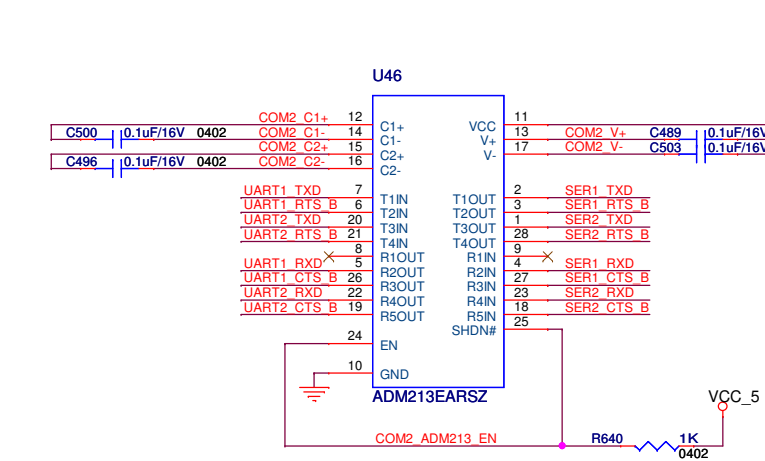 U46
COM2_C1+ 12 C1+ VCC 11
C500 0.1uF/16V 0402 COM2_C1- 14 C1- V+ 13 COM2_V+ C489 0.1uF/16V
COM2_C2+ 15 C2+ V- 17 COM2_V- C503 0.1uF/16V
C496 0.1uF/16V 0402 COM2_C2- 16 C2-
UART1_TXD 7 T1IN T1OUT 2 SER1_TXD
UART1_RTS_B 6 T2IN T2OUT 3 SER1_RTS_B
UART2_TXD 20 T3IN T3OUT 1 SER2_TXD
UART2_RTS_B 21 T4IN T4OUT 28 SER2_RTS_B
8 R1OUT R1IN 9
UART1_RXD 5 R2OUT R2IN 4 SER1_RXD
UART1_CTS_B 26 R3OUT R3IN 27 SER1_CTS_B
UART2_RXD 22 R4OUT R4IN 23 SER2_RXD
UART2_CTS_B 19 R5OUT R5IN 18 SER2_CTS_B
SHDN# 25
24 EN
10 GND
ADM213EARSZ
VCC_5
COM2_ADM213_EN R640 1K
0402